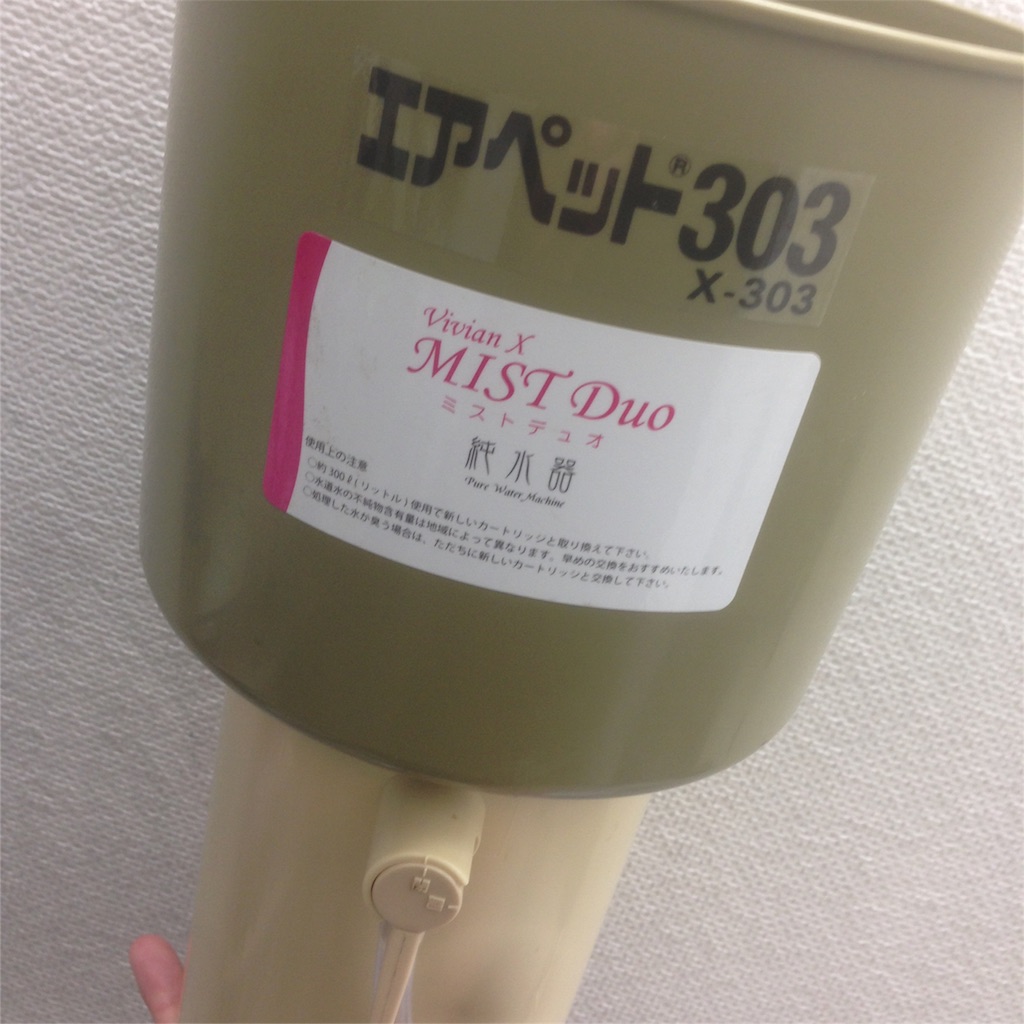 エアペット®303
X-303
Vivian X
MIST Duo
ミストデュオ
純水器
Pure Water Machine
使用上の注意
○約300ℓ(リットル)使用で新しいカートリッジと取り換えて下さい。
○水道水の不純物含有量は地域によって異なります。早めの交換をおすすめいたします。
○処理した水が臭う場合は、ただちに新しいカートリッジと交換して下さい。